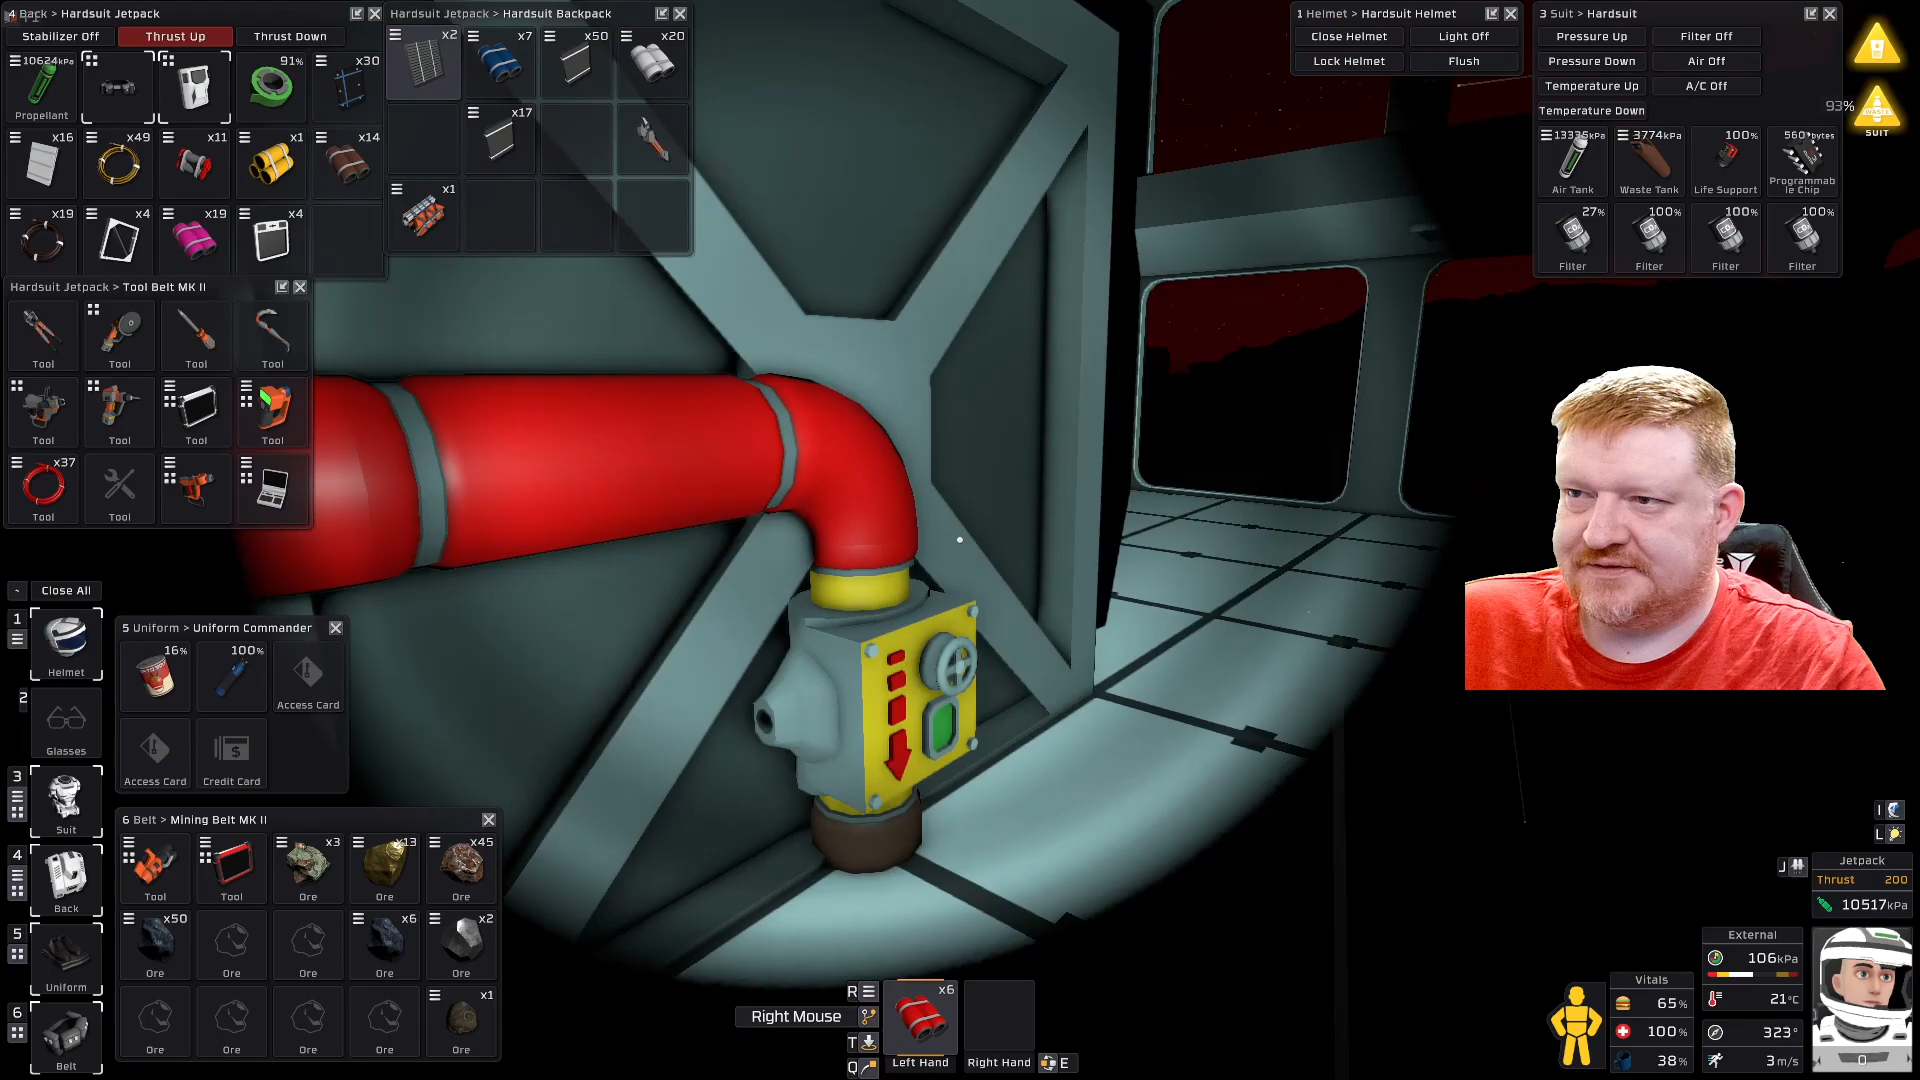 4 Back > Hardsuit Jetpack
Stabilizer Off
Thrust Up
Thrust Down
10624kPa
Propellant
91%
x30
x16
x49
x11
x1
x14
x19
x4
x19
x4
Hardsuit Jetpack > Hardsuit Backpack
x2
x7
x50
x20
x17
x1
Hardsuit Jetpack > Tool Belt MK II
Tool
Tool
Tool
Tool
Tool
Tool
Tool
Tool
x37
Tool
Tool
1 Helmet > Hardsuit Helmet
Close Helmet
Light Off
Lock Helmet
Flush
3 Suit > Hardsuit
Pressure Up
Filter Off
Pressure Down
Air Off
Temperature Up
A/C Off
Temperature Down
13335kPa
Air Tank
3774kPa
Waste Tank
100%
Life Support
Programmab
le Chip
27%
Filter
100%
Filter
100%
Filter
100%
Filter
93%
WASTE
SUIT
~
Close All
1
Helmet
2
Glasses
3
Suit
4
Back
5
Uniform
6
Belt
5 Uniform > Uniform Commander
16%
100%
Access Card
Access Card
Credit Card
6 Belt > Mining Belt MK II
Tool
Tool
x3
Ore
x13
Ore
x45
Ore
x50
Ore
Ore
Ore
x6
Ore
x2
Ore
Ore
Ore
Ore
Ore
x1
Ore
R
Right Mouse
T
Q
x6
Left Hand
Right Hand
E
I
L
J
Jetpack
Thrust 200
10517kPa
External
106kPa
21°C
323°
3m/s
Vitals
65%
100%
38%
0